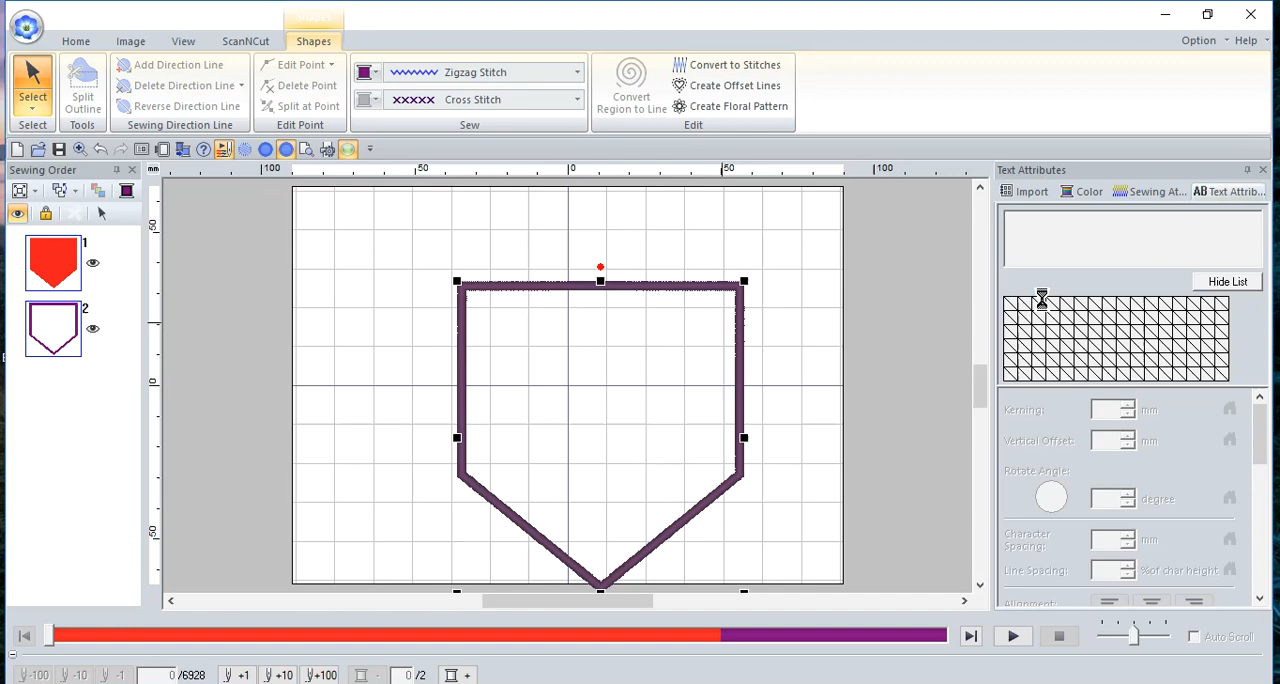 Shapes
Home Image View ScanNCut Shapes Option Help
Select
Split Outline
Add Direction Line
Delete Direction Line
Reverse Direction Line
Edit Point
Delete Point
Split at Point
Zigzag Stitch
Cross Stitch
Convert Region to Line
Convert to Stitches
Create Offset Lines
Create Floral Pattern
Select Tools Sewing Direction Line Edit Point Sew Edit
Sewing Order
mm 100 50 0 50 100
Text Attributes
Import Color Sewing At... AB Text Attrib...
1
2
50
0
50
Hide List
Kerning: mm
Vertical Offset: mm
Rotate Angle:
degree
Character Spacing: mm
Line Spacing: % of char height
Alignment:
Auto Scroll
-100 -10 -1 0 /6928 +1 +10 +100 - 0 /2 +